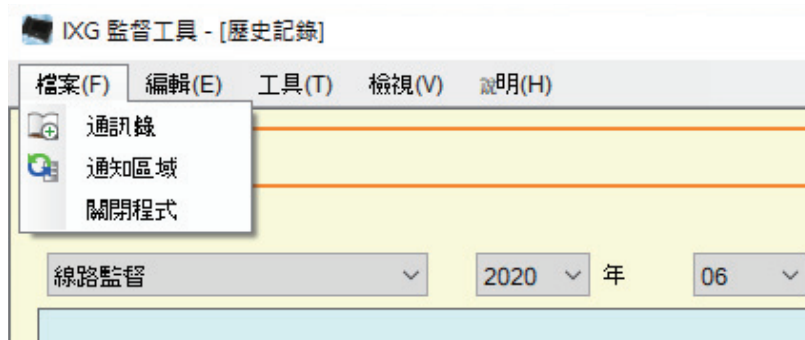 IXG 監督工具 - [歷史記錄]
檔案(F) 編輯(E) 工具(T) 檢視(V) 說明(H)
通訊錄
通知區域
關閉程式
線路監督 2020 年 06